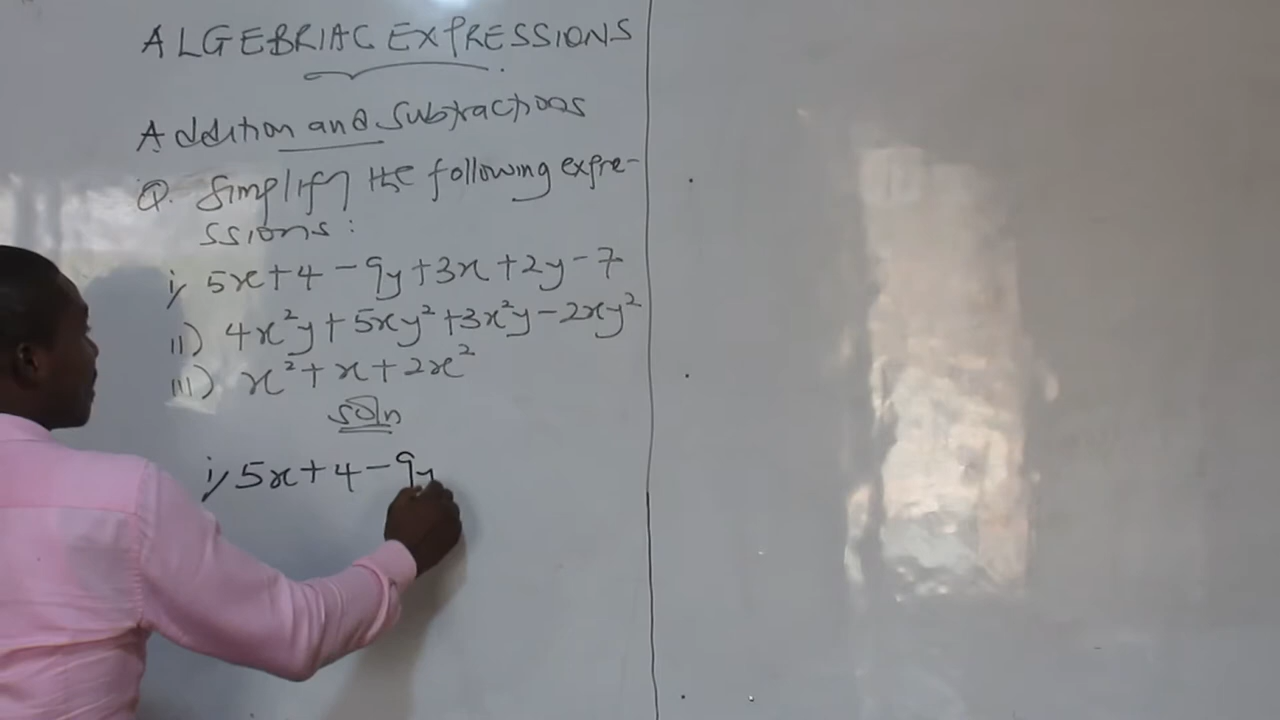 ALGEBRIAC EXPRESSIONS
Addition and Subtractions
Q. Simplify the following expre-
ssions:
i, 5x+4-9y+3x+2y-7
ii) 4x²y+5xy²+3x²y-2xy²
iii) x²+x+2x²
soln
i, 5x+4-9y